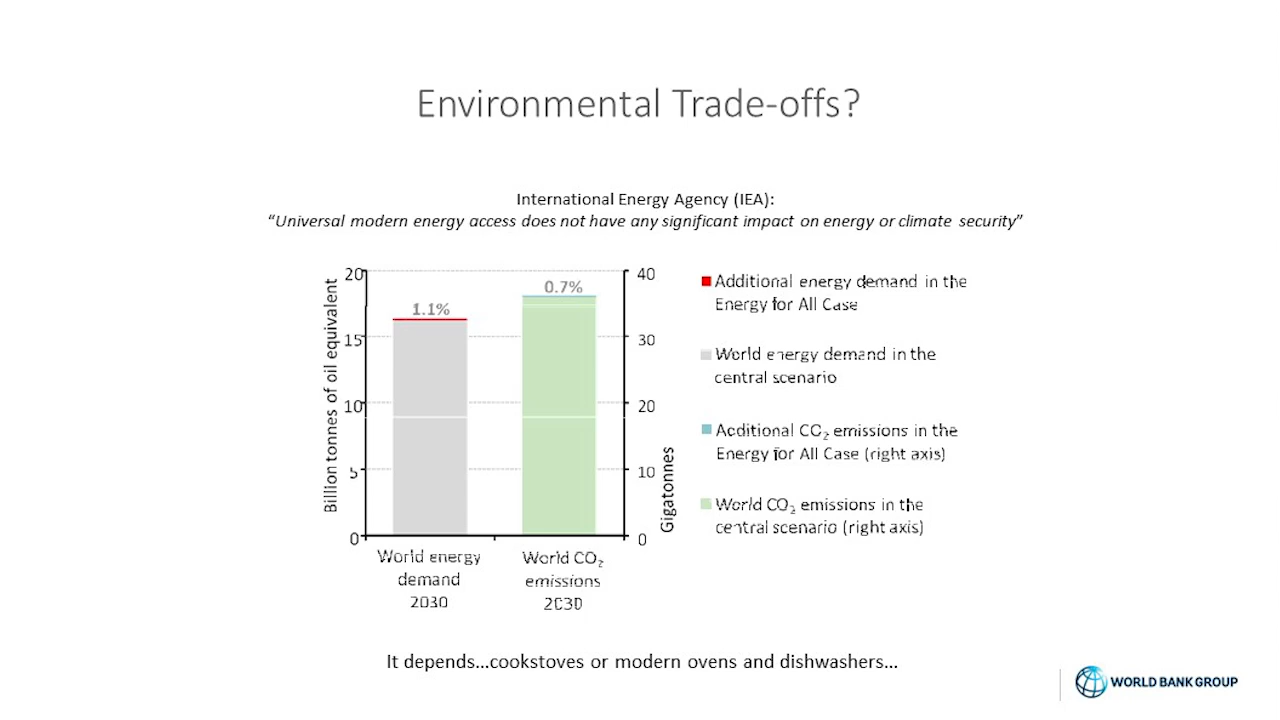 Environmental Trade-offs?
International Energy Agency (IEA):
“Universal modern energy access does not have any significant impact on energy or climate security”
Billion tonnes of oil equivalent
20
15
10
5
0
1.1%
0.7%
40
30
20
10
0
Gigatonnes
World energy
demand
2030
World CO₂
emissions
2030
Additional energy demand in the
Energy for All Case
World energy demand in the
central scenario
Additional CO₂ emissions in the
Energy for All Case (right axis)
World CO₂ emissions in the
central scenario (right axis)
It depends...cookstoves or modern ovens and dishwashers...
WORLD BANK GROUP